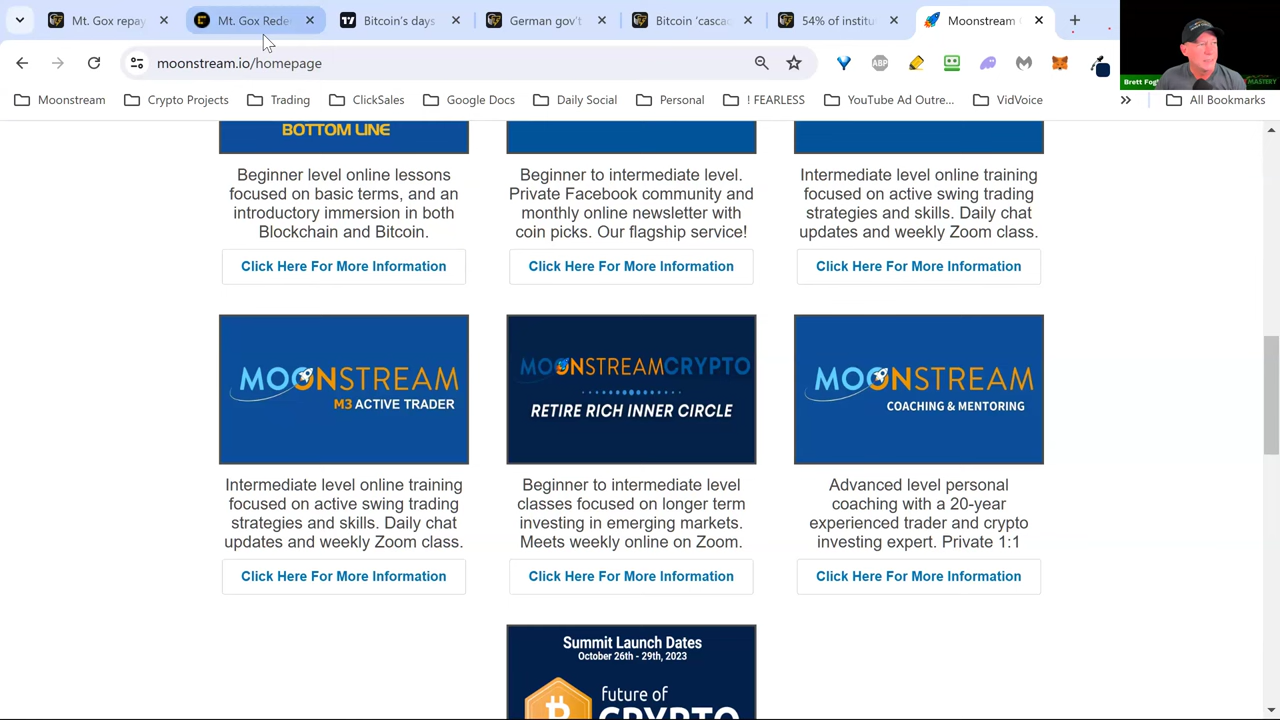 Mt. Gox repay
Mt. Gox Rede
Bitcoin's days
German gov't
Bitcoin 'cascad
54% of institu
Moonstream
moonstream.io/homepage
ABP
Brett Fog
MASTERY
Moonstream
Crypto Projects
Trading
ClickSales
Google Docs
Daily Social
Personal
! FEARLESS
YouTube Ad Outre...
VidVoice
All Bookmarks
BOTTOM LINE
Beginner level online lessons
focused on basic terms, and an
introductory immersion in both
Blockchain and Bitcoin.
Click Here For More Information
Beginner to intermediate level.
Private Facebook community and
monthly online newsletter with
coin picks. Our flagship service!
Click Here For More Information
Intermediate level online training
focused on active swing trading
strategies and skills. Daily chat
updates and weekly Zoom class.
Click Here For More Information
MOONSTREAM
M3 ACTIVE TRADER
Intermediate level online training
focused on active swing trading
strategies and skills. Daily chat
updates and weekly Zoom class.
Click Here For More Information
MOONSTREAMCRYPTO
RETIRE RICH INNER CIRCLE
Beginner to intermediate level
classes focused on longer term
investing in emerging markets.
Meets weekly online on Zoom.
Click Here For More Information
MOONSTREAM
COACHING & MENTORING
Advanced level personal
coaching with a 20-year
experienced trader and crypto
investing expert. Private 1:1
Click Here For More Information
Summit Launch Dates
October 26th - 29th, 2023
future of
CRYPTO